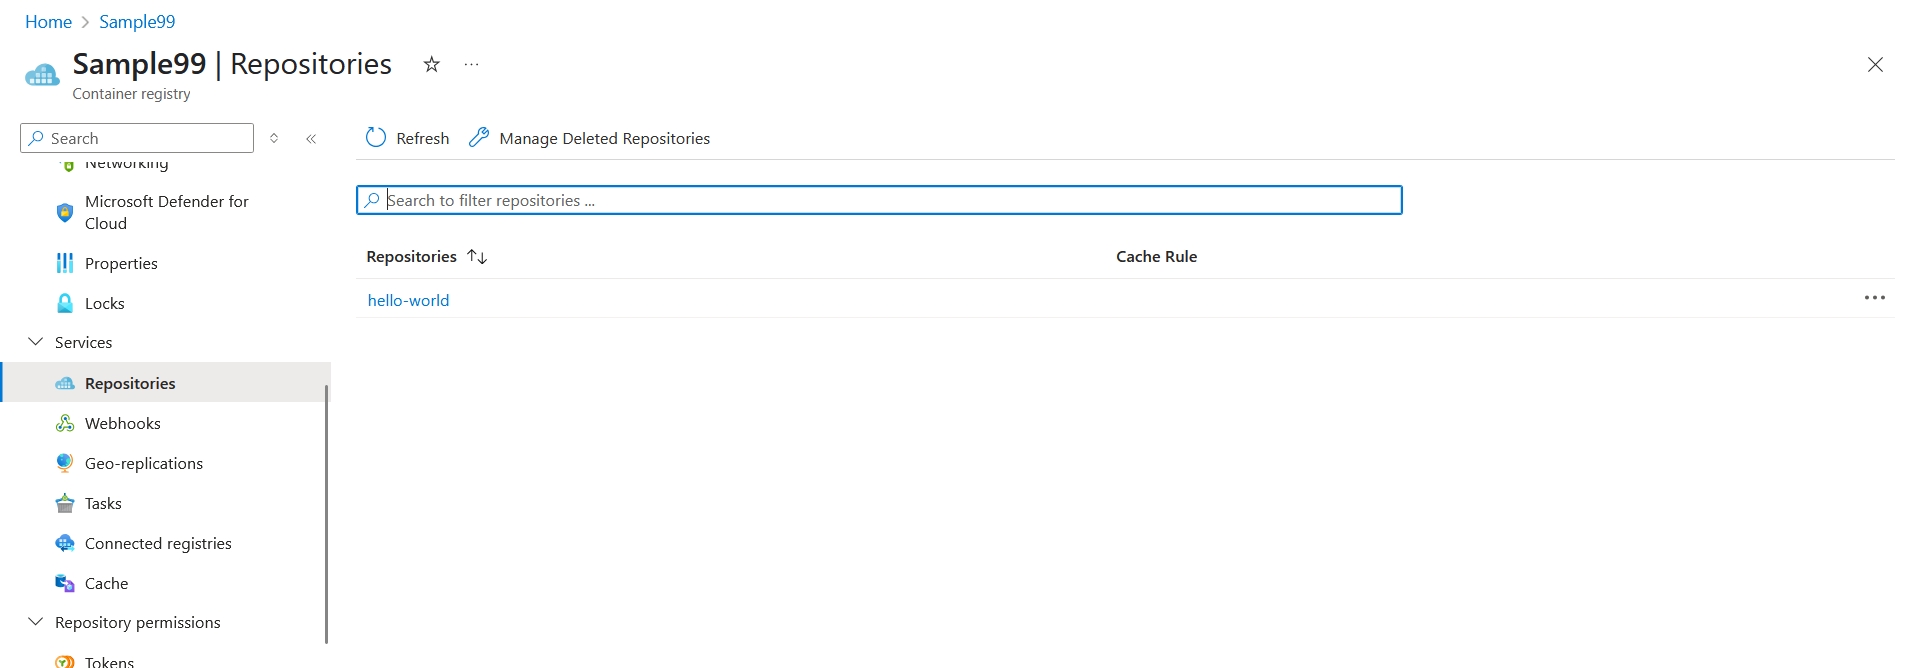 Home > Sample99
Sample99 | Repositories
Container registry
Search
Refresh
Manage Deleted Repositories
Networking
Microsoft Defender for
Cloud
Properties
Locks
Services
Repositories
Webhooks
Geo-replications
Tasks
Connected registries
Cache
Repository permissions
Tokens
Search to filter repositories ...
Repositories
Cache Rule
hello-world